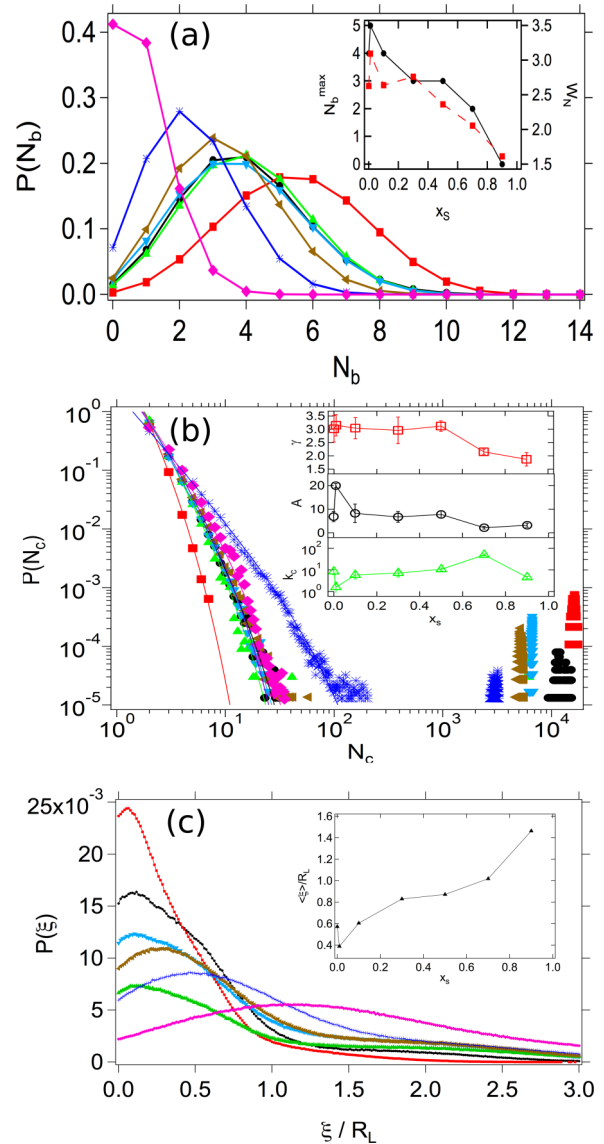 (a)
P(N_b)
0.4
0.3
0.2
0.1
0.0
0 2 4 6 8 10 12 14
N_b
N_b^max
5
4
3
2
1
0
3.5
3.0
2.5
2.0
1.5
W_N
0.0 0.2 0.4 0.6 0.8 1.0
x_S
(b)
P(N_c)
10^0
10^-1
10^-2
10^-3
10^-4
10^-5
10^0 10^1 10^2 10^3 10^4
N_c
γ
3.5
3.0
2.5
2.0
1.5
A
20
10
0
k_c
10^2
10^1
10^0
0.0 0.2 0.4 0.6 0.8 1.0
x_s
(c)
P(ξ)
25x10^-3
20
15
10
5
0
0.0 0.5 1.0 1.5 2.0 2.5 3.0
ξ / R_L
<ξ>/R_L
1.6
1.4
1.2
1.0
0.8
0.6
0.4
0.0 0.2 0.4 0.6 0.8 1.0
x_s